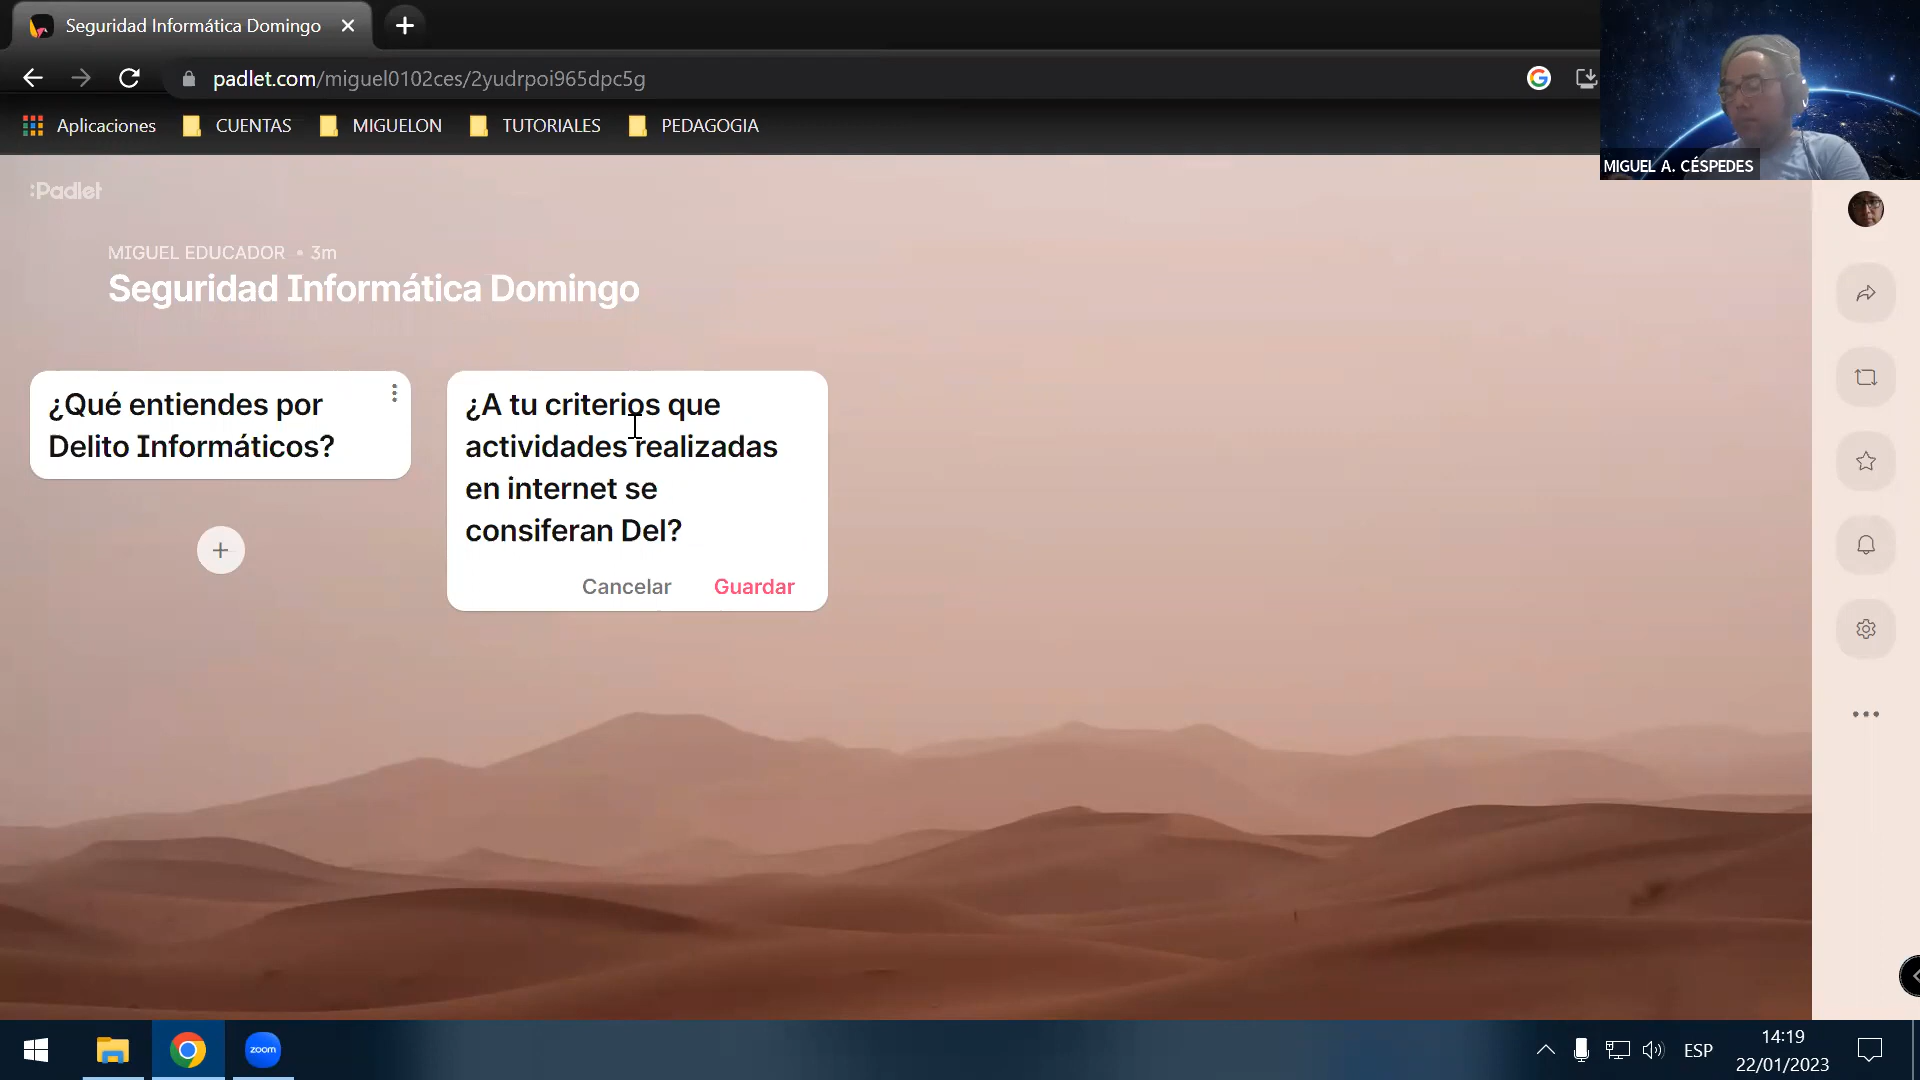 Seguridad Informática Domingo
padlet.com/miguel0102ces/2yudrpoi965dpc5g
Aplicaciones
CUENTAS
MIGUELON
TUTORIALES
PEDAGOGIA
MIGUEL A. CÉSPEDES
:Padlet
MIGUEL EDUCADOR • 3m
Seguridad Informática Domingo
¿Qué entiendes por
Delito Informáticos?
¿A tu criterios que
actividades realizadas
en internet se
consiferan Del?
Cancelar
Guardar
zoom
ESP
14:19
22/01/2023